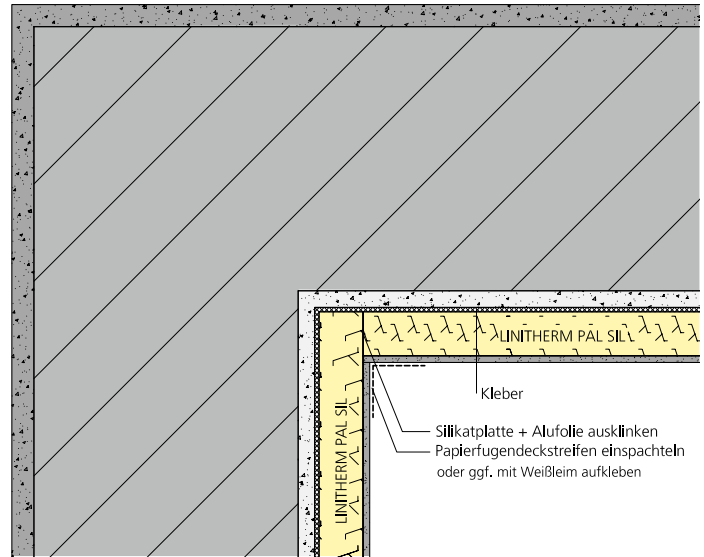 LINITHERM PAL SIL
Kleber
Silikatplatte + Alufolie ausklinken
Papierfugendeckstreifen einspachteln
oder ggf. mit Weißleim aufkleben
LINITHERM PAL SIL